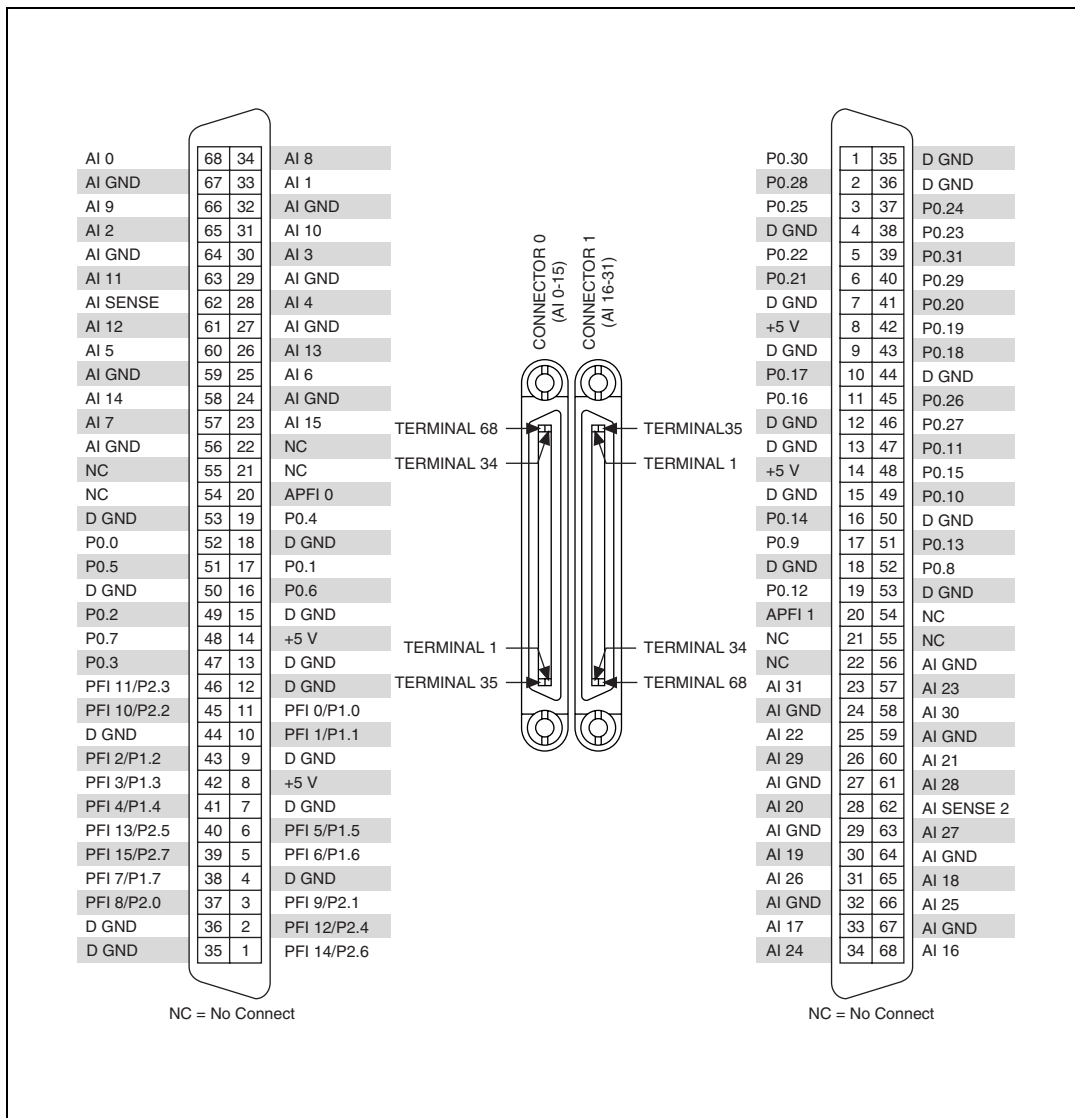 AI 0 68 34 AI 8
AI GND 67 33 AI 1
AI 9 66 32 AI GND
AI 2 65 31 AI 10
AI GND 64 30 AI 3
AI 11 63 29 AI GND
AI SENSE 62 28 AI 4
AI 12 61 27 AI GND
AI 5 60 26 AI 13
AI GND 59 25 AI 6
AI 14 58 24 AI GND
AI 7 57 23 AI 15
AI GND 56 22 NC
NC 55 21 NC
NC 54 20 APFI 0
D GND 53 19 P0.4
P0.0 52 18 D GND
P0.5 51 17 P0.1
D GND 50 16 P0.6
P0.2 49 15 D GND
P0.7 48 14 +5 V
P0.3 47 13 D GND
PFI 11/P2.3 46 12 D GND
PFI 10/P2.2 45 11 PFI 0/P1.0
D GND 44 10 PFI 1/P1.1
PFI 2/P1.2 43 9 D GND
PFI 3/P1.3 42 8 +5 V
PFI 4/P1.4 41 7 D GND
PFI 13/P2.5 40 6 PFI 5/P1.5
PFI 15/P2.7 39 5 PFI 6/P1.6
PFI 7/P1.7 38 4 D GND
PFI 8/P2.0 37 3 PFI 9/P2.1
D GND 36 2 PFI 12/P2.4
D GND 35 1 PFI 14/P2.6
NC = No Connect
CONNECTOR 0
(AI 0-15)
CONNECTOR 1
(AI 16-31)
TERMINAL 68
TERMINAL 34
TERMINAL35
TERMINAL 1
TERMINAL 1
TERMINAL 35
TERMINAL 34
TERMINAL 68
P0.30 1 35 D GND
P0.28 2 36 D GND
P0.25 3 37 P0.24
D GND 4 38 P0.23
P0.22 5 39 P0.31
P0.21 6 40 P0.29
D GND 7 41 P0.20
+5 V 8 42 P0.19
D GND 9 43 P0.18
P0.17 10 44 D GND
P0.16 11 45 P0.26
D GND 12 46 P0.27
D GND 13 47 P0.11
+5 V 14 48 P0.15
D GND 15 49 P0.10
P0.14 16 50 D GND
P0.9 17 51 P0.13
D GND 18 52 P0.8
P0.12 19 53 D GND
APFI 1 20 54 NC
NC 21 55 NC
NC 22 56 AI GND
AI 31 23 57 AI 23
AI GND 24 58 AI 30
AI 22 25 59 AI GND
AI 29 26 60 AI 21
AI GND 27 61 AI 28
AI 20 28 62 AI SENSE 2
AI GND 29 63 AI 27
AI 19 30 64 AI GND
AI 26 31 65 AI 18
AI GND 32 66 AI 25
AI 17 33 67 AI GND
AI 24 34 68 AI 16
NC = No Connect